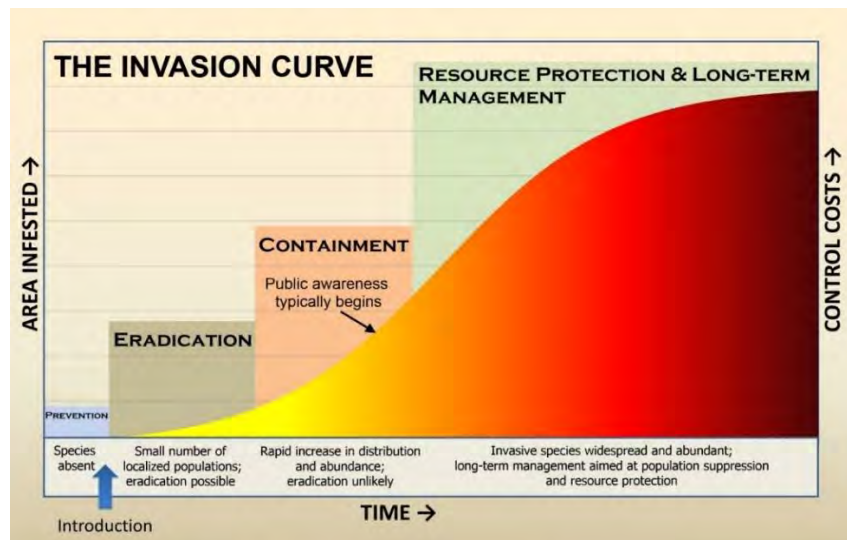 THE INVASION CURVE
RESOURCE PROTECTION & LONG-TERM
MANAGEMENT
CONTAINMENT
Public awareness
typically begins
ERADICATION
PREVENTION
AREA INFESTED →
CONTROL COSTS →
Species
absent
Small number of
localized populations;
eradication possible
Rapid increase in distribution
and abundance;
eradication unlikely
Invasive species widespread and abundant;
long-term management aimed at population suppression
and resource protection
Introduction
TIME →